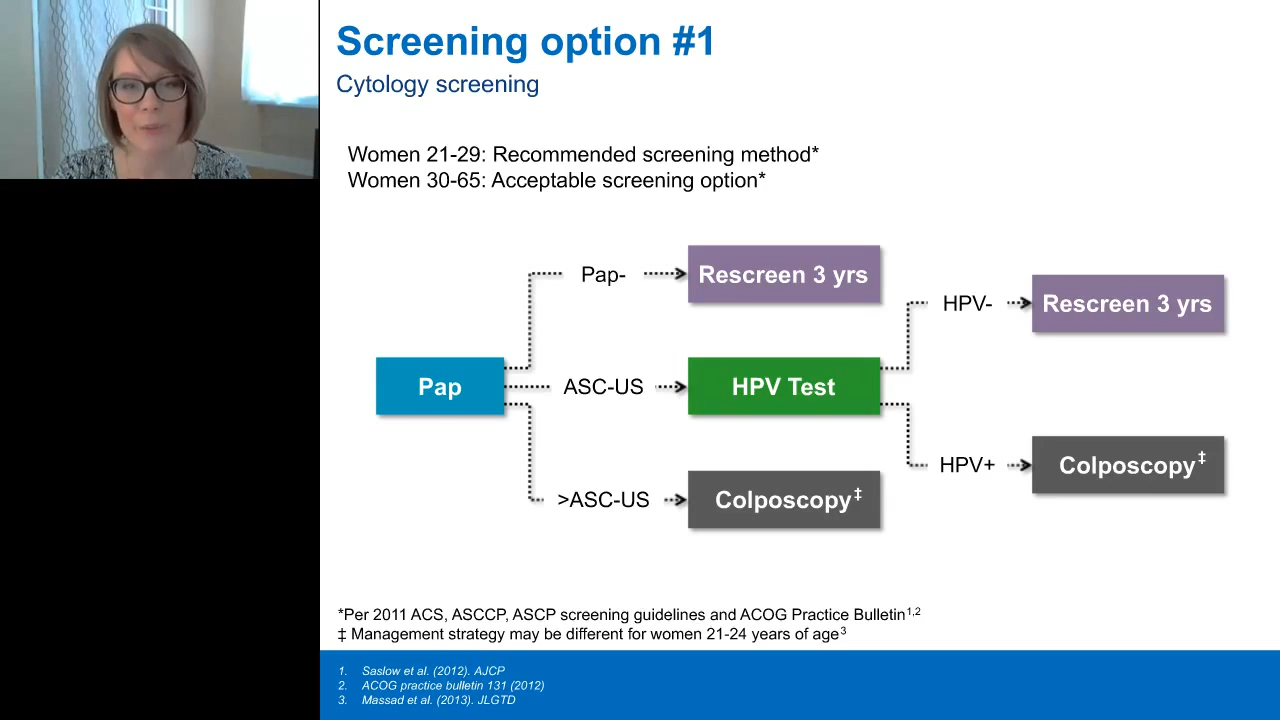 Screening option #1
Cytology screening
Women 21-29: Recommended screening method*
Women 30-65: Acceptable screening option*
Pap- Rescreen 3 yrs
HPV- Rescreen 3 yrs
Pap ASC-US HPV Test
HPV+ Colposcopy‡
>ASC-US Colposcopy‡
*Per 2011 ACS, ASCCP, ASCP screening guidelines and ACOG Practice Bulletin1,2
‡ Management strategy may be different for women 21-24 years of age3
1. Saslow et al. (2012). AJCP
2. ACOG practice bulletin 131 (2012)
3. Massad et al. (2013). JLGTD